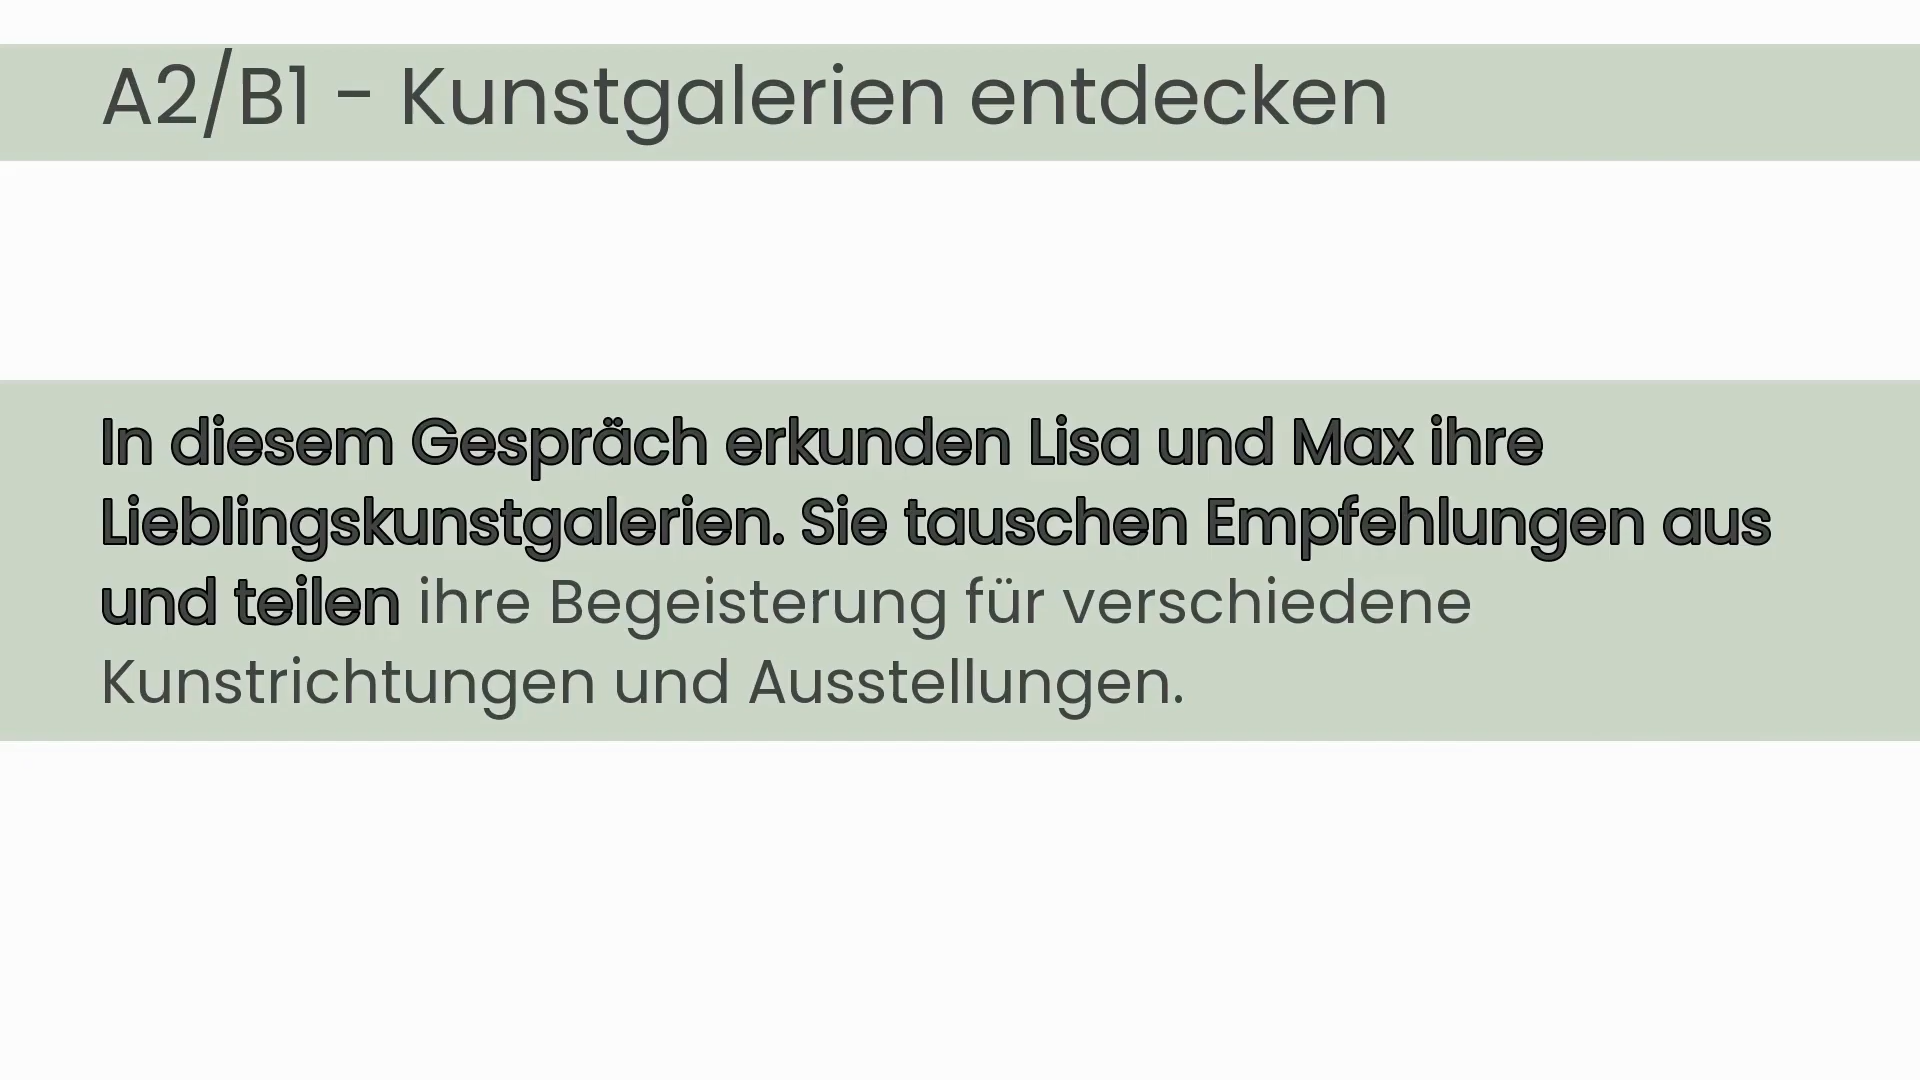 A2/B1 - Kunstgalerien entdecken
In diesem Gespräch erkunden Lisa und Max ihre
Lieblingskunstgalerien. Sie tauschen Empfehlungen aus
und teilen ihre Begeisterung für verschiedene
Kunstrichtungen und Ausstellungen.